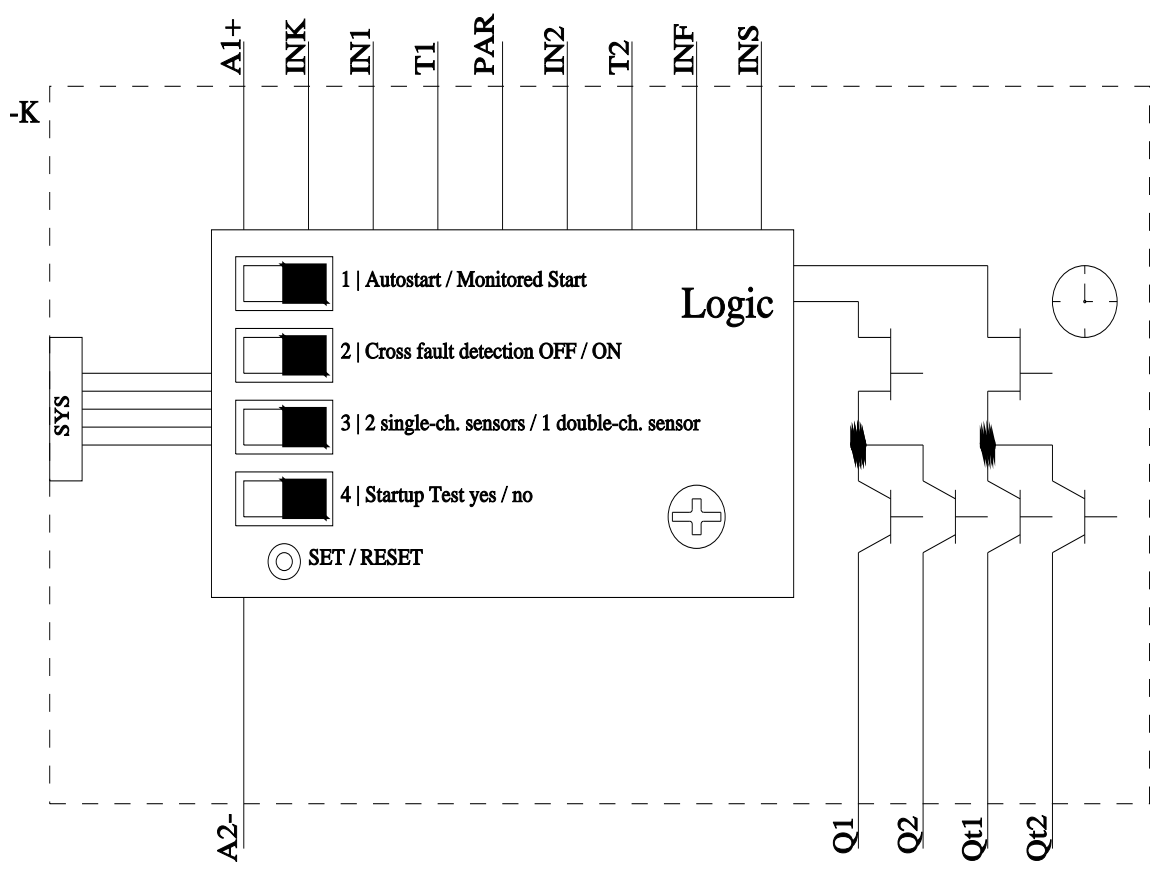 A1+
INK
IN1
T1
PAR
IN2
T2
INF
INS
-K
1 | Autostart / Monitored Start
Logic
2 | Cross fault detection OFF / ON
SYS
3 | 2 single-ch. sensors / 1 double-ch. sensor
4 | Startup Test yes / no
SET / RESET
A2-
Q1
Q2
Qt1
Qt2